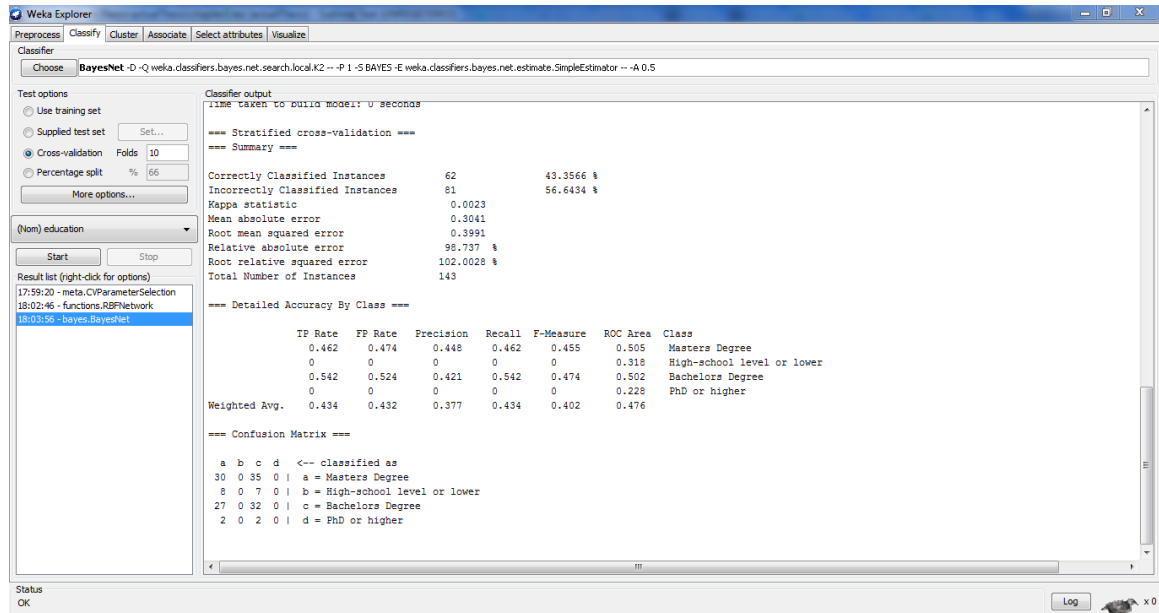 Weka Explorer
Preprocess Classify Cluster Associate Select attributes Visualize
Classifier
Choose BayesNet -D -Q weka.classifiers.bayes.net.search.local.K2 -- -P 1 -S BAYES -E weka.classifiers.bayes.net.estimate.SimpleEstimator -- -A 0.5
Test options
Use training set
Supplied test set Set...
Cross-validation Folds 10
Percentage split % 66
More options...
(Nom) education
Start Stop
Result list (right-click for options)
17:59:20 - meta.CVParameterSelection
18:02:46 - functions.RBFNetwork
18:03:56 - bayes.BayesNet
Classifier output
Time taken to build model: 0 seconds
=== Stratified cross-validation ===
=== Summary ===
Correctly Classified Instances 62 43.3566 %
Incorrectly Classified Instances 81 56.6434 %
Kappa statistic 0.0023
Mean absolute error 0.3041
Root mean squared error 0.3991
Relative absolute error 98.737 %
Root relative squared error 102.0028 %
Total Number of Instances 143
=== Detailed Accuracy By Class ===
TP Rate FP Rate Precision Recall F-Measure ROC Area Class
0.462 0.474 0.448 0.462 0.455 0.505 Masters Degree
0 0 0 0 0 0.318 High-school level or lower
0.542 0.524 0.421 0.542 0.474 0.502 Bachelors Degree
0 0 0 0 0 0.228 PhD or higher
Weighted Avg. 0.434 0.432 0.377 0.434 0.402 0.476
=== Confusion Matrix ===
a b c d <-- classified as
30 0 35 0 | a = Masters Degree
8 0 7 0 | b = High-school level or lower
27 0 32 0 | c = Bachelors Degree
2 0 2 0 | d = PhD or higher
Status
OK
Log x 0